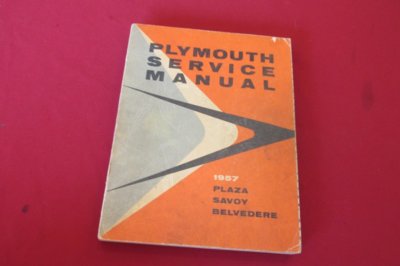 PLYMOUTH
SERVICE
MANUAL
1957
PLAZA
SAVOY
BELVEDERE